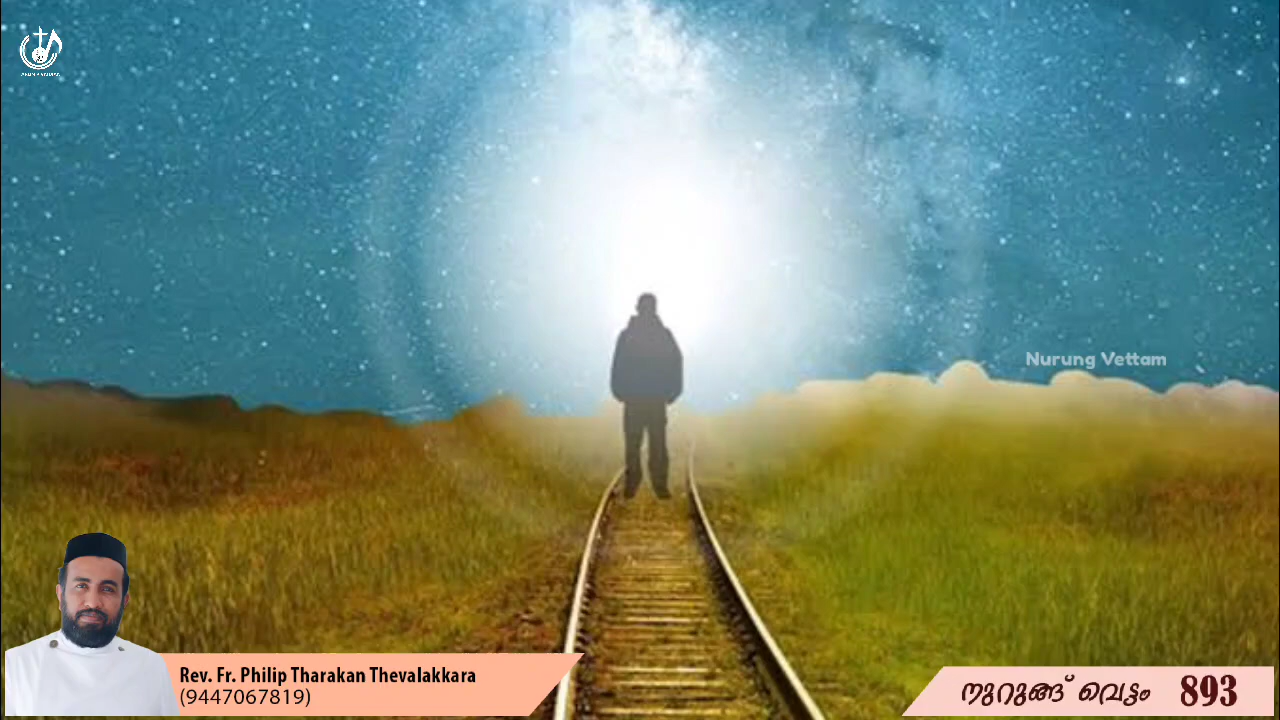 Nurung Vettam
Rev. Fr. Philip Tharakan Thevalakkara
(9447067819)
നുറുങ്ങ് വെട്ടം 893